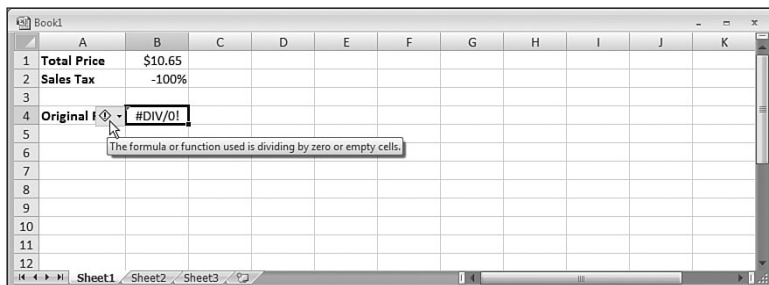 Book1
A B C D E F G H I J K
1 Total Price $10.65
2 Sales Tax -100%
3
4 Original #DIV/0!
5
The formula or function used is dividing by zero or empty cells.
6
7
8
9
10
11
12
Sheet1 Sheet2 Sheet3